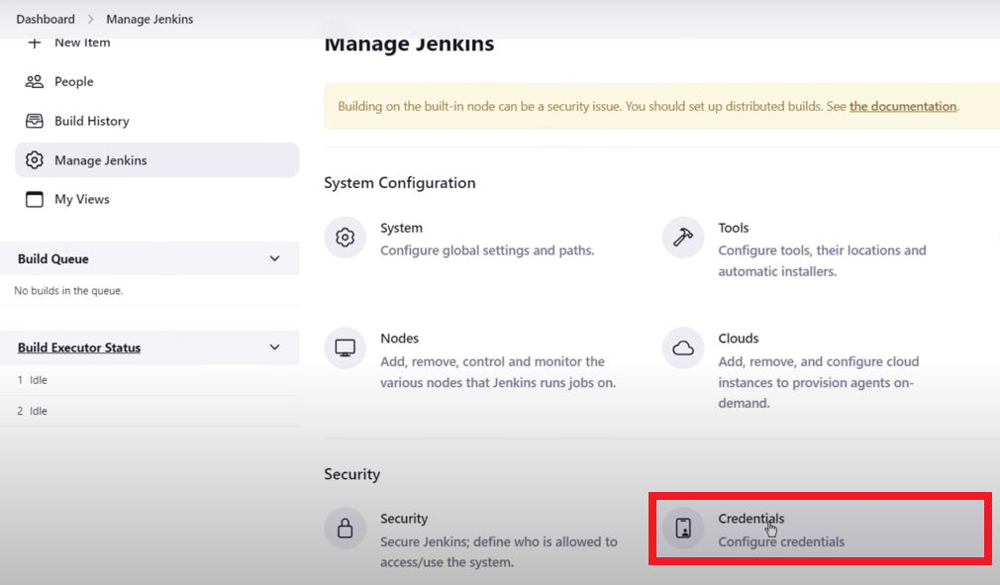 Dashboard > Manage Jenkins
New Item
People
Build History
Manage Jenkins
My Views
Build Queue
No builds in the queue.
Build Executor Status
1 Idle
2 Idle
Manage Jenkins
Building on the built-in node can be a security issue. You should set up distributed builds. See the documentation.
System Configuration
System
Configure global settings and paths.
Tools
Configure tools, their locations and
automatic installers.
Nodes
Add, remove, control and monitor the
various nodes that Jenkins runs jobs on.
Clouds
Add, remove, and configure cloud
instances to provision agents on-
demand.
Security
Security
Secure Jenkins; define who is allowed to
access/use the system.
Credentials
Configure credentials